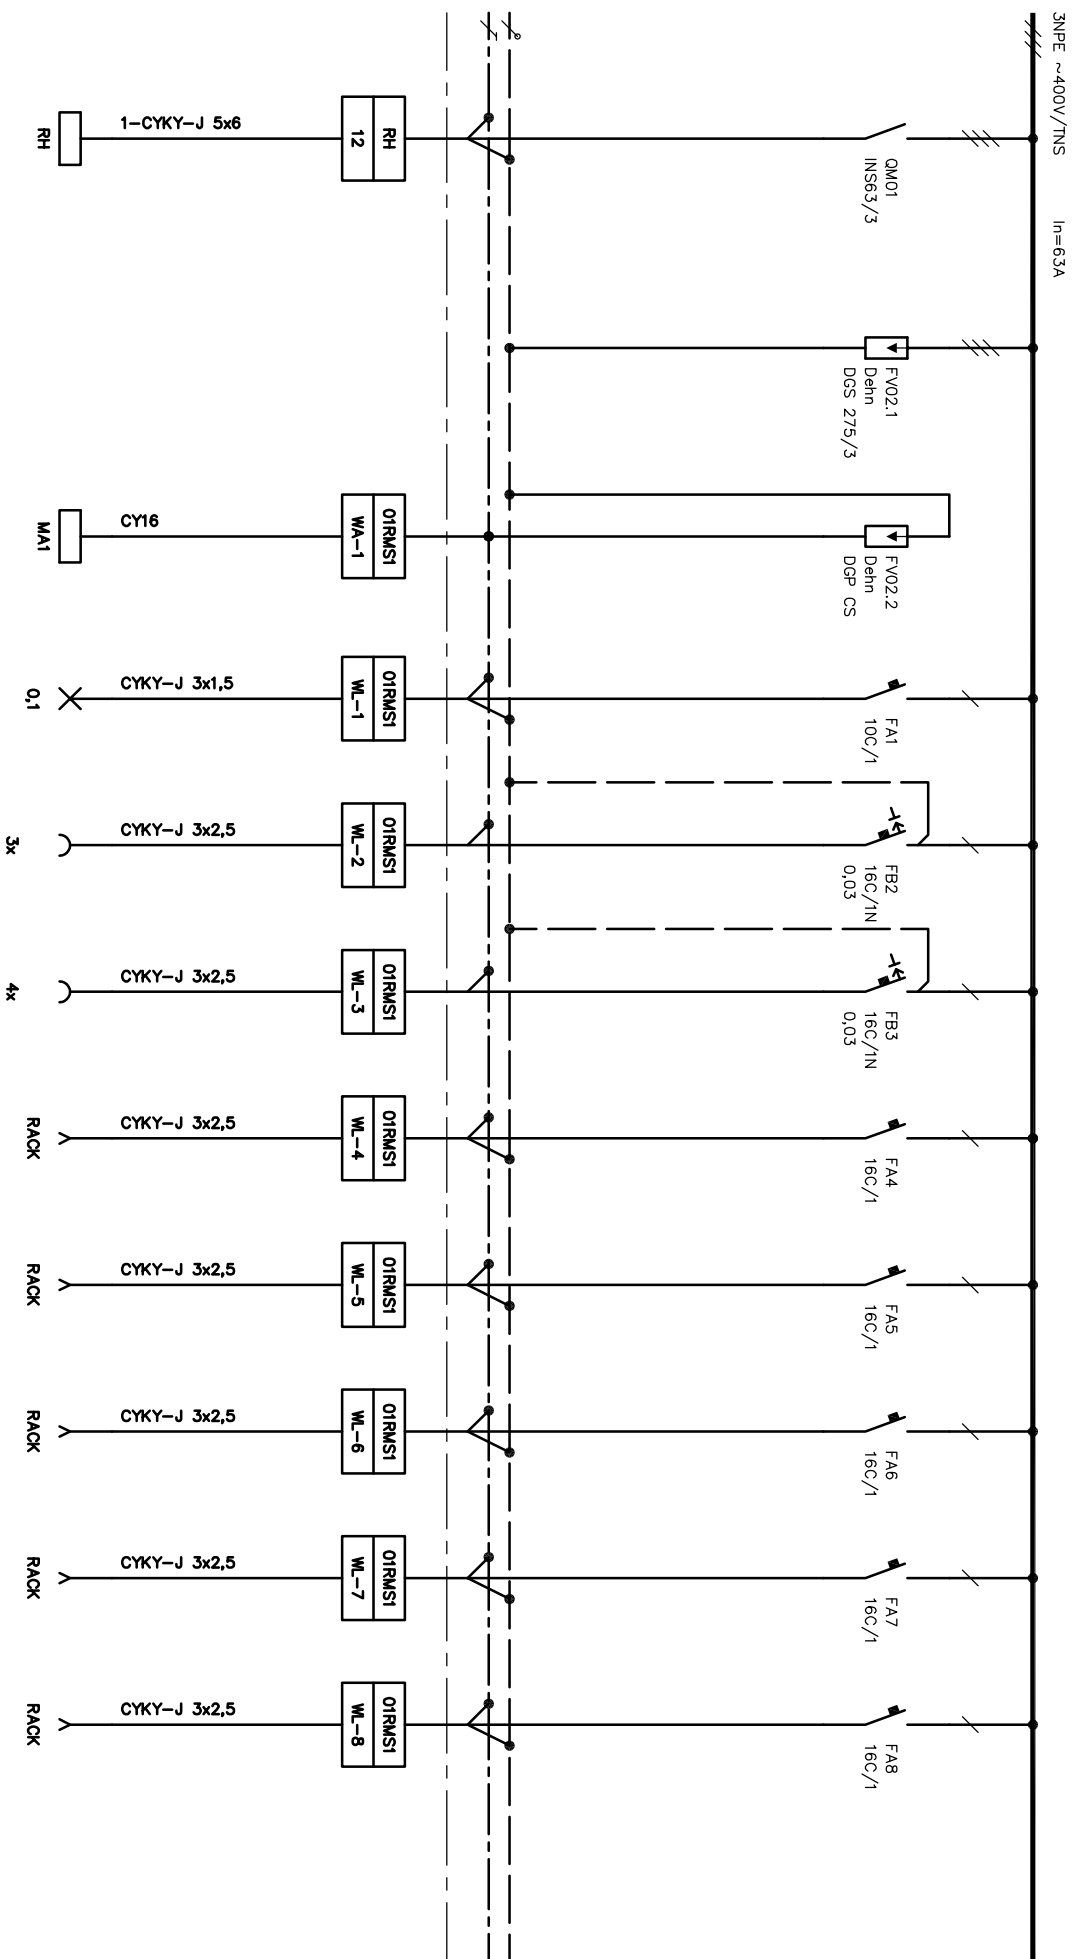 3NPE ~400V/TNS
In=63A
QM01
INS63/3
FV02.1
Dehn
DGS 275/3
FV02.2
Dehn
DGP CS
FA1
10C/1
FB2
16C/1N
0,03
FB3
16C/1N
0,03
FA4
16C/1
FA5
16C/1
FA6
16C/1
FA7
16C/1
FA8
16C/1
RH
12
01RMS1
WA-1
01RMS1
WL-1
01RMS1
WL-2
01RMS1
WL-3
01RMS1
WL-4
01RMS1
WL-5
01RMS1
WL-6
01RMS1
WL-7
01RMS1
WL-8
1-CYKY-J 5x6
CY16
CYKY-J 3x1,5
CYKY-J 3x2,5
CYKY-J 3x2,5
CYKY-J 3x2,5
CYKY-J 3x2,5
CYKY-J 3x2,5
CYKY-J 3x2,5
CYKY-J 3x2,5
RH
MA1
0,1
3x
4x
RACK
RACK
RACK
RACK
RACK